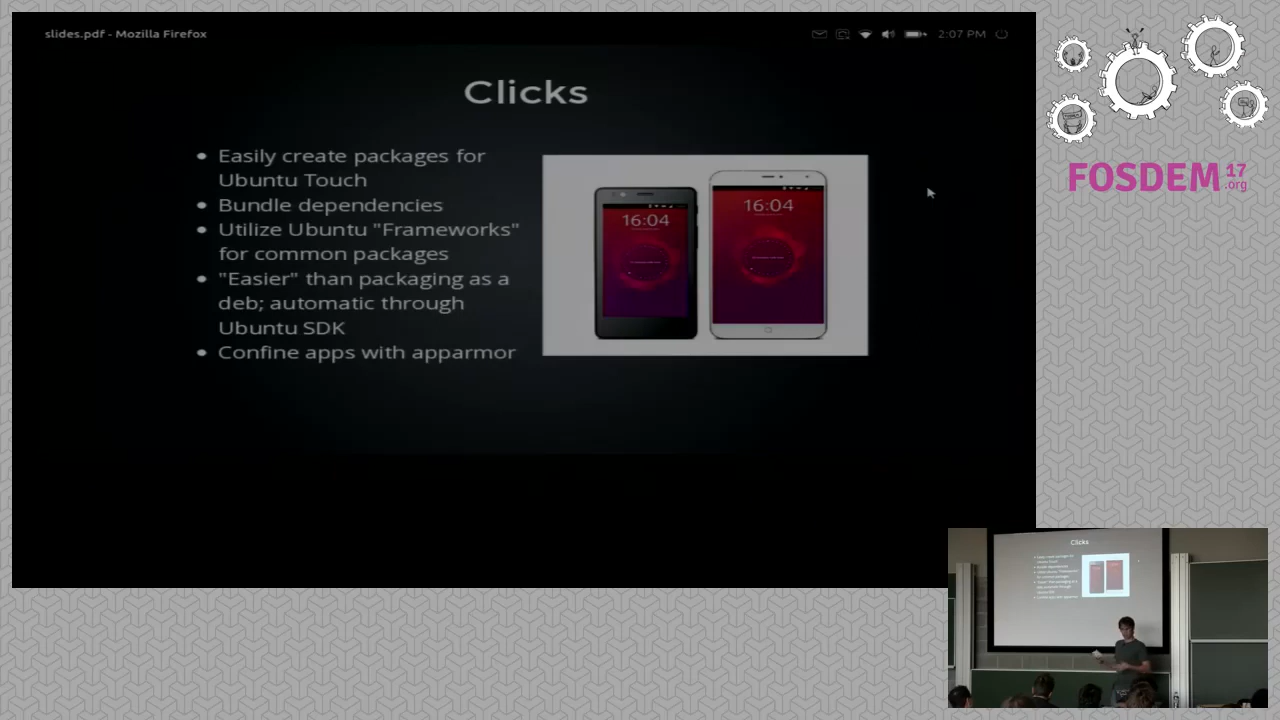 slides.pdf - Mozilla Firefox
2:07 PM
Clicks
Easily create packages for
Ubuntu Touch
Bundle dependencies
Utilize Ubuntu "Frameworks"
for common packages
"Easier" than packaging as a
deb; automatic through
Ubuntu SDK
Confine apps with apparmor
16:04
16:04
FOSDEM 17
.org
Clicks